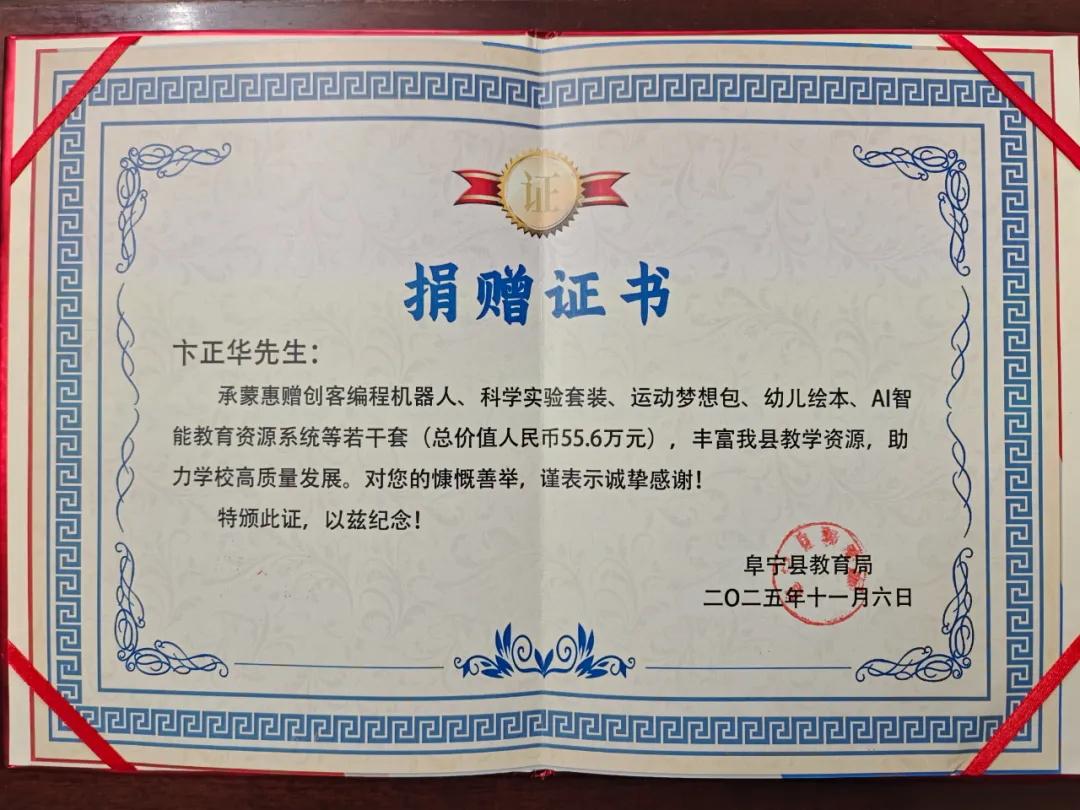 证
捐赠证书
卞正华先生：
承蒙惠赠创客编程机器人、科学实验套装、运动梦想包、幼儿绘本、AI智
能教育资源系统等若干套（总价值人民币55.6万元），丰富我县教学资源，助
力学校高质量发展。对您的慷慨善举，谨表示诚挚感谢！
特颁此证，以兹纪念！
阜宁县教育局
二O二五年十一月六日